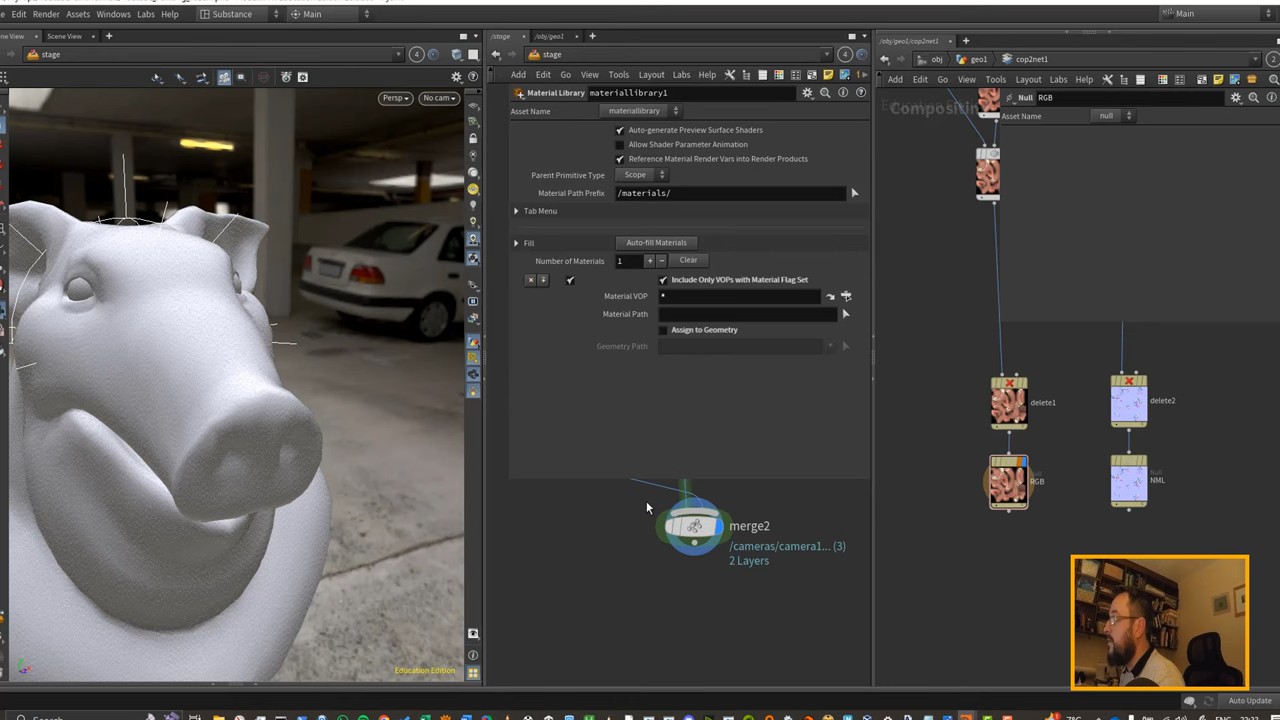 Edit Render Assets Windows Labs Help Substance Main Main
Scene View
stage 4
Persp No cam
Education Edition
/stage /obj/geo1
stage 4
Add Edit Go View Tools Layout Labs Help
Material Library materiallibrary1
Asset Name materiallibrary
Auto-generate Preview Surface Shaders
Allow Shader Parameter Animation
Reference Material Render Vars into Render Products
Parent Primitive Type Scope
Material Path Prefix /materials/
Tab Menu
Fill Auto-fill Materials
Number of Materials 1 Clear
Include Only VOPs with Material Flag Set
Material VOP *
Material Path
Assign to Geometry
Geometry Path
merge2
/cameras/camera1... (3)
2 Layers
/obj/geo1/cop2net1
obj geo1 cop2net1
Add Edit Go View Tools Layout Labs Help
Null RGB
Asset Name null
delete1
delete2
Null
RGB
Null
NML
Search
Auto Update